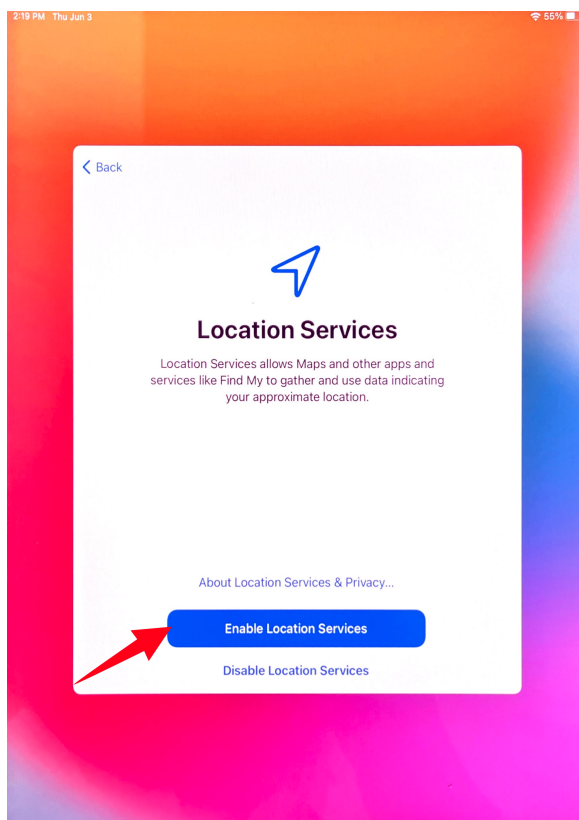 2:19 PM Thu Jun 3 55%
Back
Location Services
Location Services allows Maps and other apps and
services like Find My to gather and use data indicating
your approximate location.
About Location Services & Privacy...
Enable Location Services
Disable Location Services